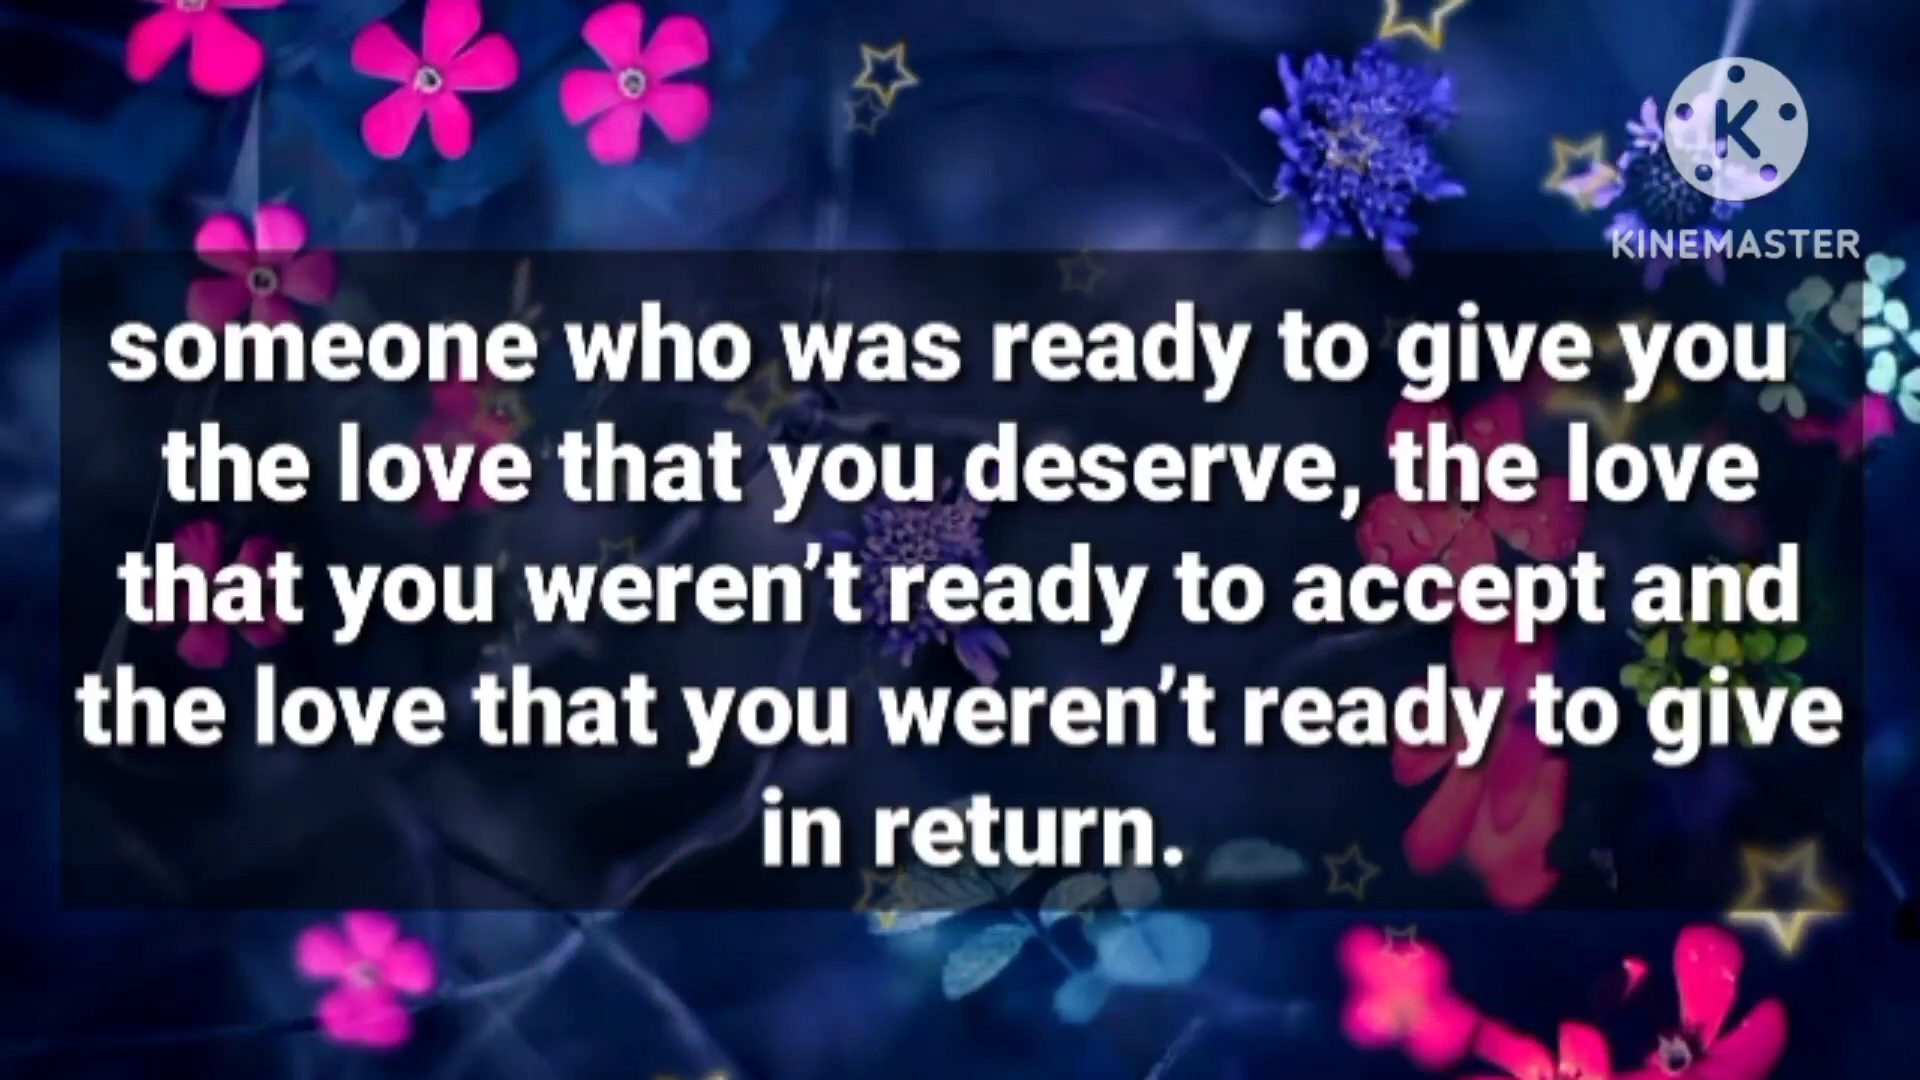 K
KINEMASTER
someone who was ready to give you
the love that you deserve, the love
that you weren’t ready to accept and
the love that you weren’t ready to give
in return.